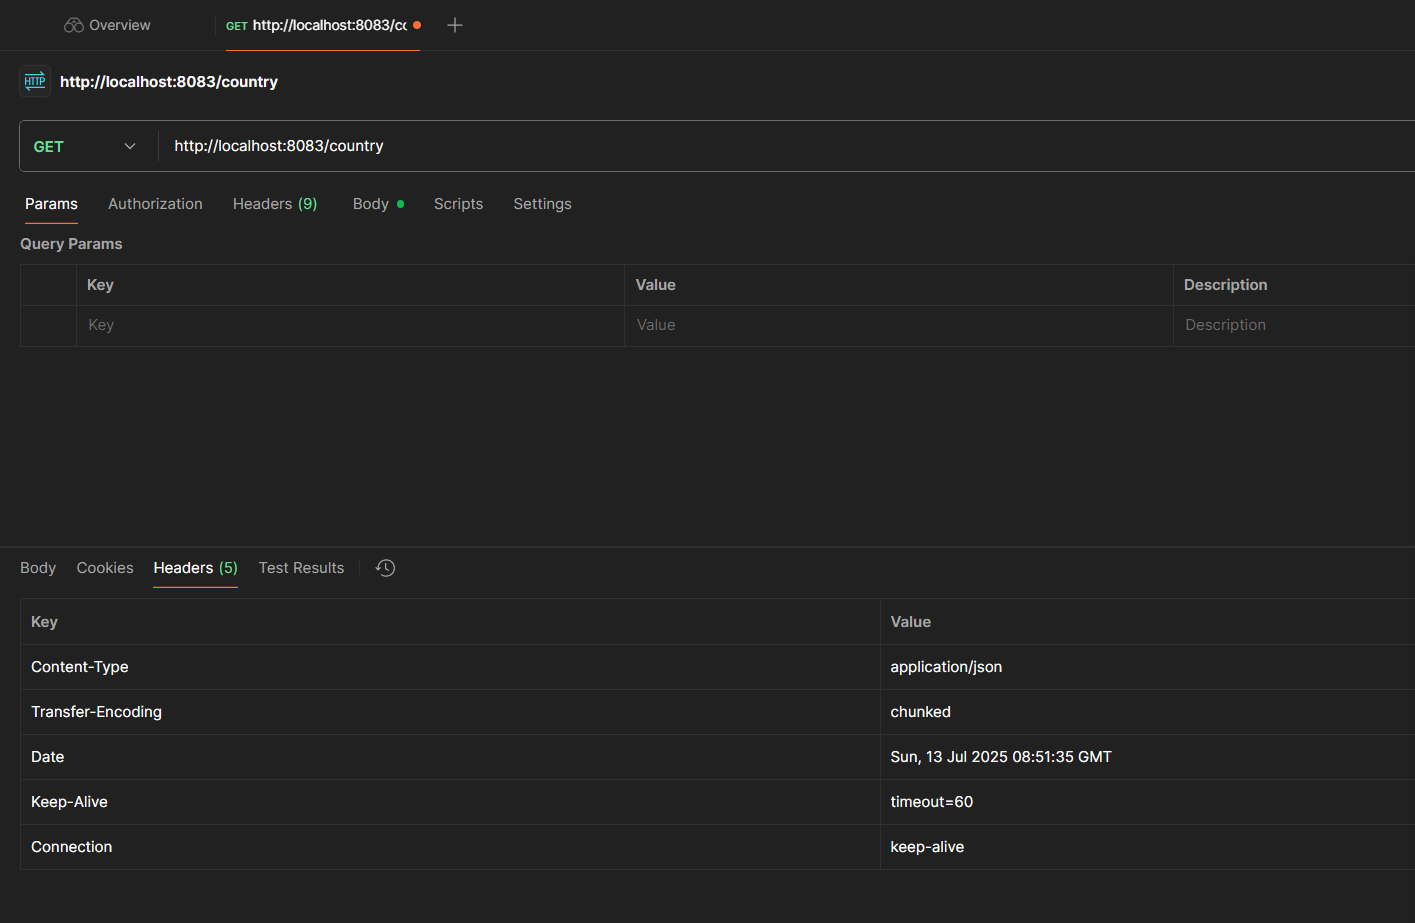 Overview
GET http://localhost:8083/cc
HTTP http://localhost:8083/country
GET http://localhost:8083/country
Params Authorization Headers (9) Body Scripts Settings
Query Params
Key Value Description
Key Value Description
Body Cookies Headers (5) Test Results
Key Value
Content-Type application/json
Transfer-Encoding chunked
Date Sun, 13 Jul 2025 08:51:35 GMT
Keep-Alive timeout=60
Connection keep-alive